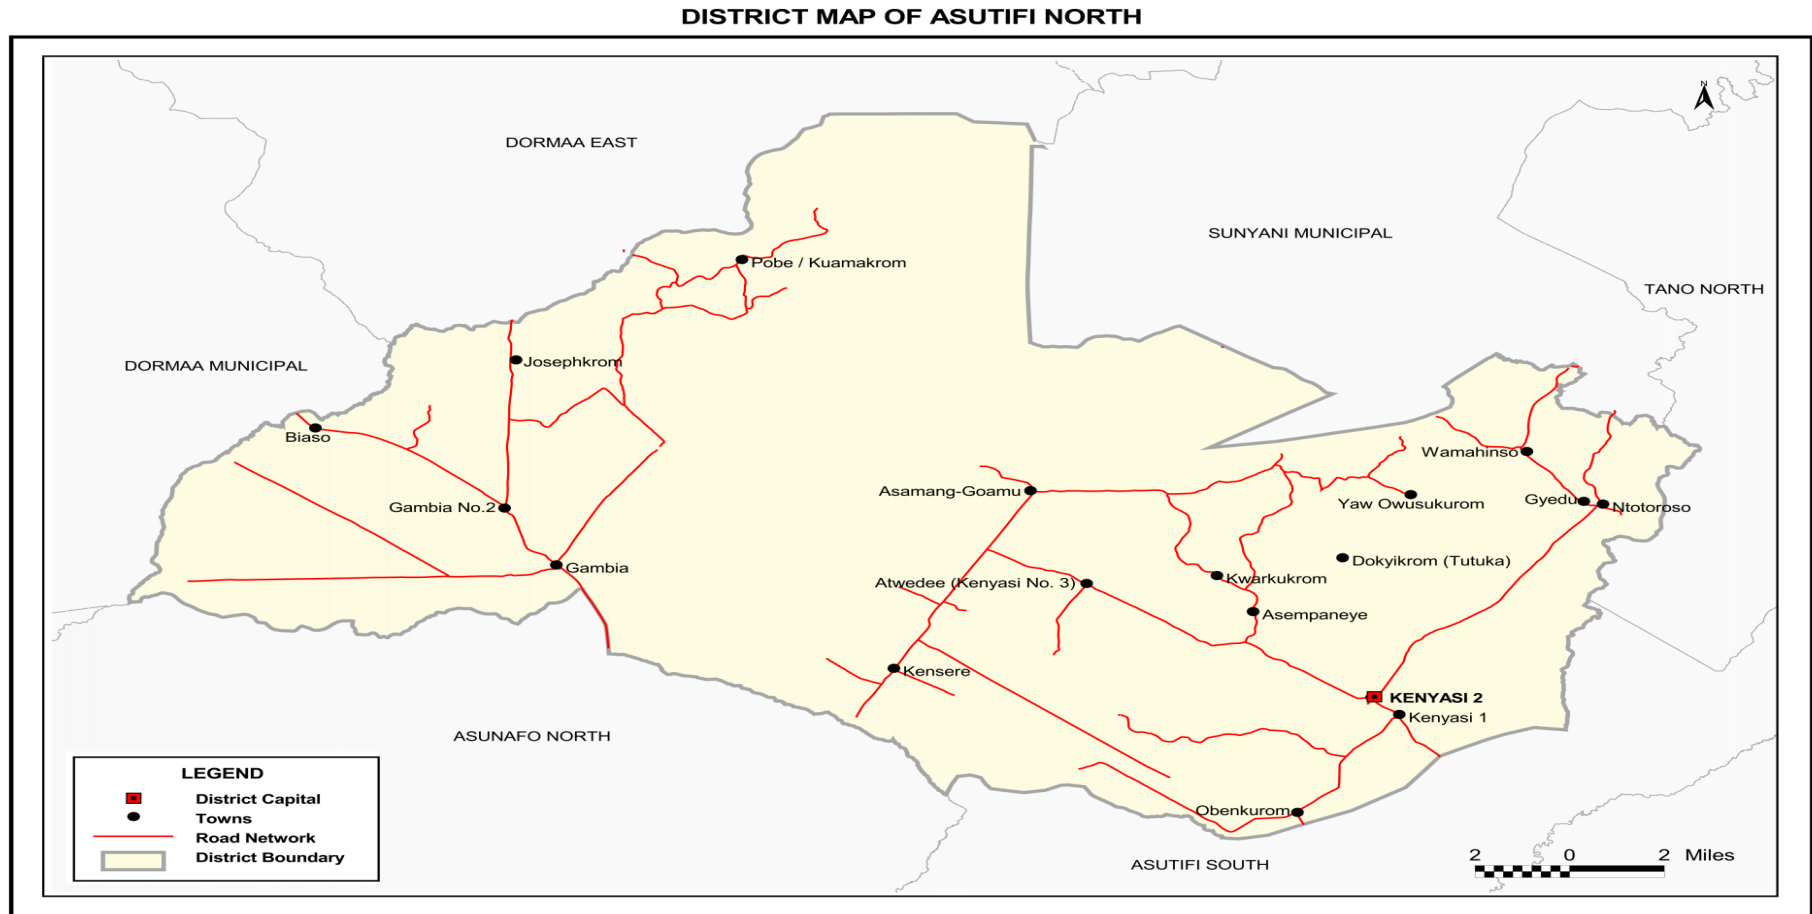 DISTRICT MAP OF ASUTIFI NORTH
N
DORMAA EAST
SUNYANI MUNICIPAL
Pobe / Kuamakrom
TANO NORTH
Josephkrom
DORMAA MUNICIPAL
Biaso
Wamahinso
Asamang-Goamu
Gyedu
Yaw Owusukurom
Ntotoroso
Gambia No.2
Dokyikrom (Tutuka)
Gambia
Kwarkukrom
Atwedee (Kenyasi No. 3)
Asempaneye
Kensere
KENYASI 2
Kenyasi 1
ASUNAFO NORTH
Obenkurom
ASUTIFI SOUTH
LEGEND
District Capital
Towns
Road Network
District Boundary
2 0 2 Miles